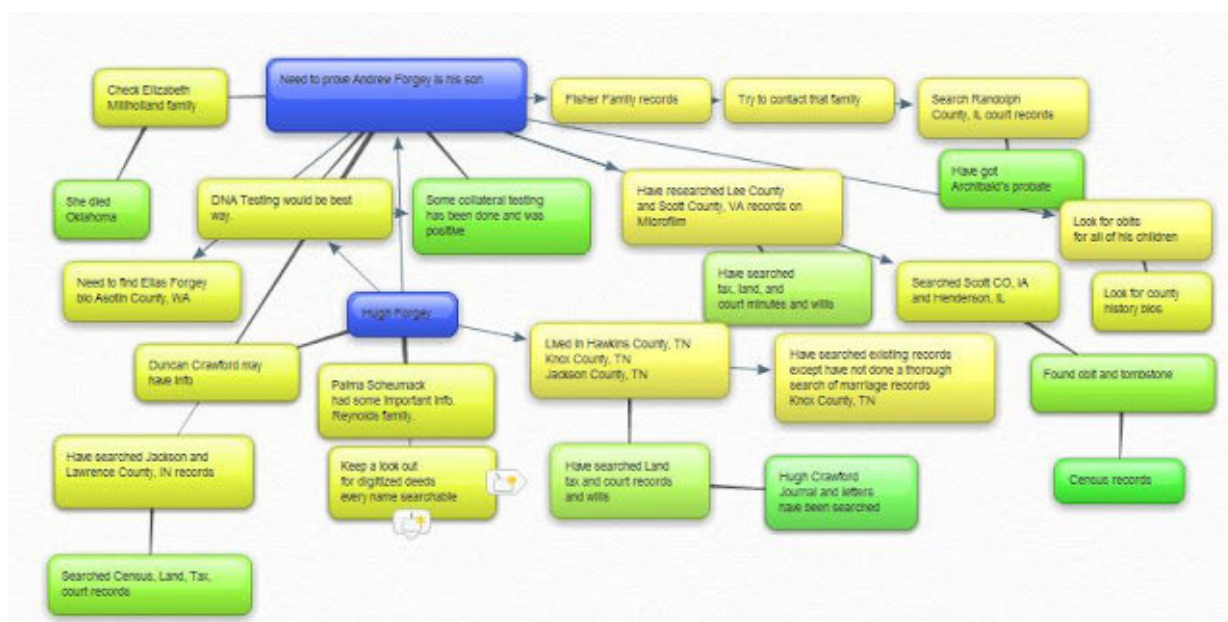 Need to prove Andrew Forgey is his son
Check Elizabeth
Millholland family
Fisher Family records
Try to contact that family
Search Randolph
County, IL court records
She died
Oklahoma
DNA Testing would be best
way.
Some collateral testing
has been done and was
positive
Have researched Lee County
and Scott County, VA records on
Microfilm
Have got
Archibald's probate
Look for obits
for all of his children
Need to find Elias Forgey
bio Asotin County, WA
Have searched
tax, land, and
court minutes and wills
Searched Scott CO, IA
and Henderson, IL
Look for county
history bios
Hugh Forgey
Duncan Crawford may
have info
Palma Scheumack
had some important info.
Reynolds family.
Lived in Hawkins County, TN
Knox County, TN
Jackson County, TN
Have searched existing records
except have not done a thorough
search of marriage records
Knox County, TN
Found obit and tombstone
Have searched Jackson and
Lawrence County, IN records
Keep a look out
for digitized deeds
every name searchable
Have searched Land
tax and court records
and wills
Hugh Crawford
Journal and letters
have been searched
Census records
Searched Census, Land, Tax,
court records